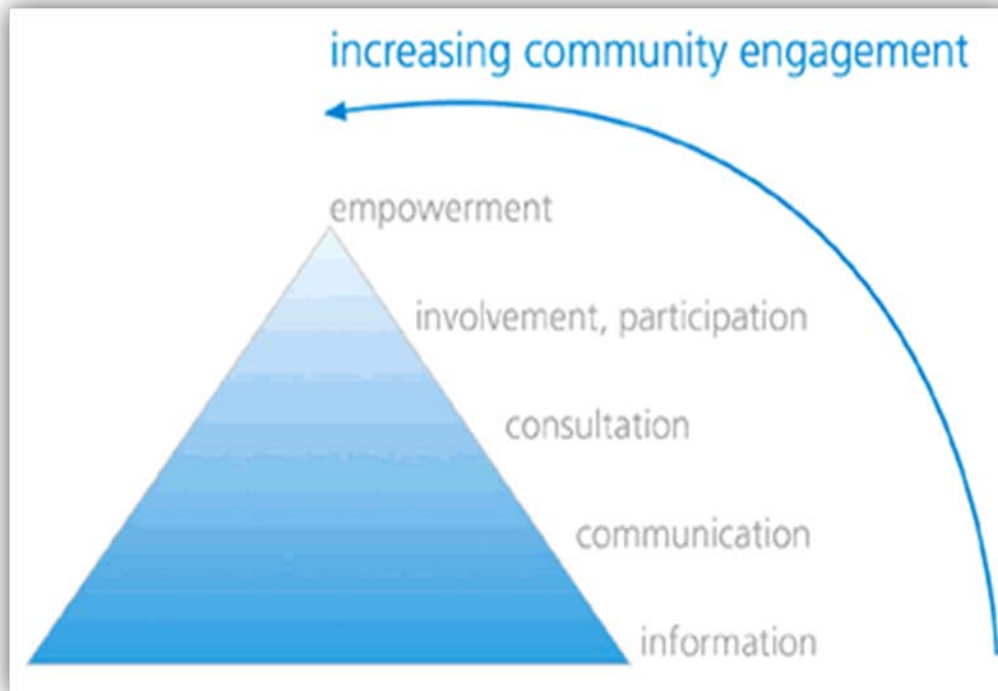 increasing community engagement
empowerment
involvement, participation
consultation
communication
information